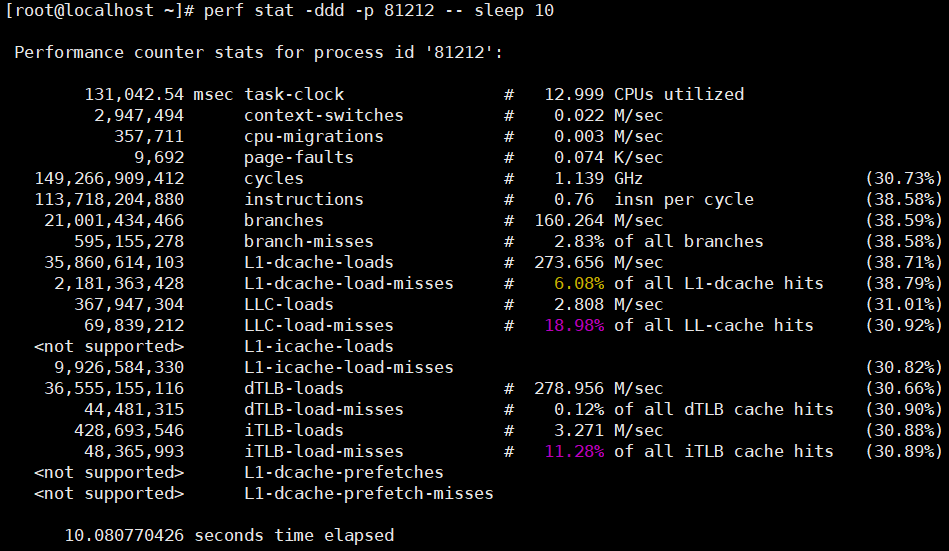 [root@localhost ~]# perf stat -ddd -p 81212 -- sleep 10
Performance counter stats for process id '81212':
131,042.54 msec task-clock # 12.999 CPUs utilized
2,947,494 context-switches # 0.022 M/sec
357,711 cpu-migrations # 0.003 M/sec
9,692 page-faults # 0.074 K/sec
149,266,909,412 cycles # 1.139 GHz (30.73%)
113,718,204,880 instructions # 0.76 insn per cycle (38.58%)
21,001,434,466 branches # 160.264 M/sec (38.59%)
595,155,278 branch-misses # 2.83% of all branches (38.58%)
35,860,614,103 L1-dcache-loads # 273.656 M/sec (38.71%)
2,181,363,428 L1-dcache-load-misses # 6.08% of all L1-dcache hits (38.79%)
367,947,304 LLC-loads # 2.808 M/sec (31.01%)
69,839,212 LLC-load-misses # 18.98% of all LL-cache hits (30.92%)
<not supported> L1-icache-loads
9,926,584,330 L1-icache-load-misses (30.82%)
36,555,155,116 dTLB-loads # 278.956 M/sec (30.66%)
44,481,315 dTLB-load-misses # 0.12% of all dTLB cache hits (30.90%)
428,693,546 iTLB-loads # 3.271 M/sec (30.88%)
48,365,993 iTLB-load-misses # 11.28% of all iTLB cache hits (30.89%)
<not supported> L1-dcache-prefetches
<not supported> L1-dcache-prefetch-misses
10.080770426 seconds time elapsed